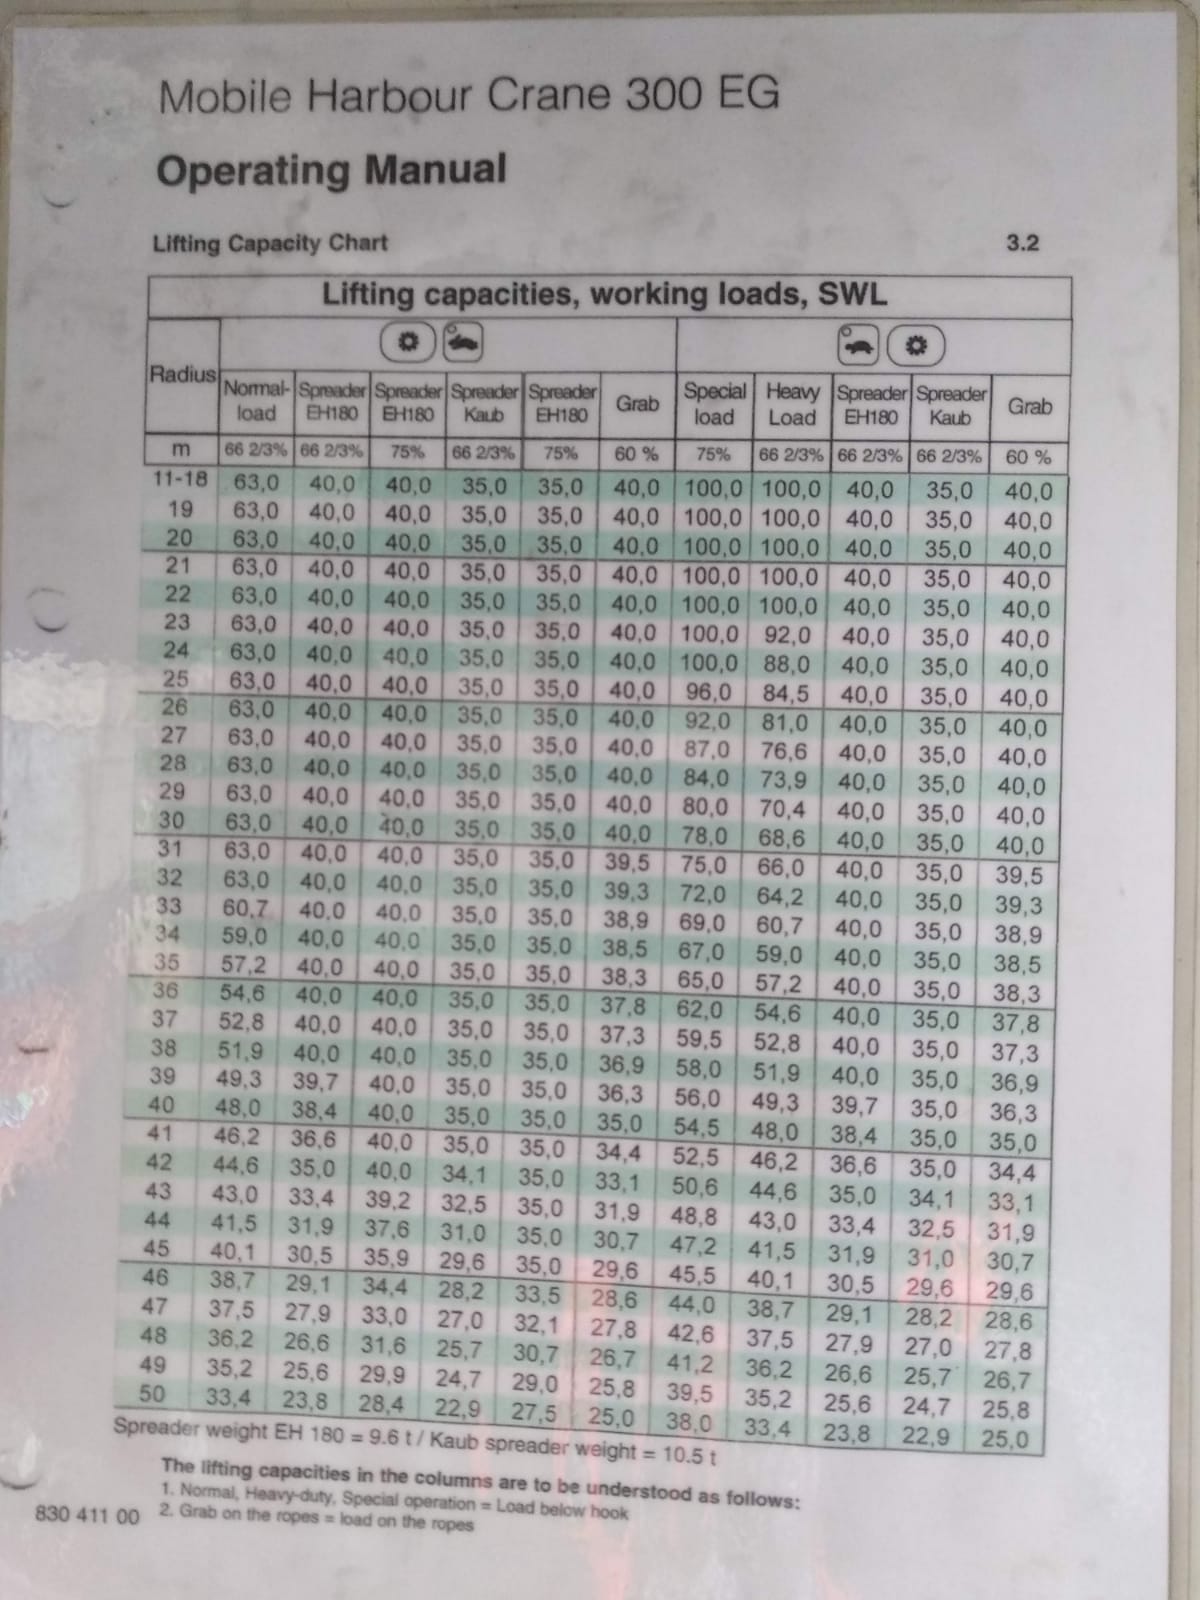 Mobile Harbour Crane 300 EG
Operating Manual
Lifting Capacity Chart 3.2
Lifting capacities, working loads, SWL
Radius Normal-load Spreader EH180 Spreader EH180 Spreader Kaub Spreader EH180 Grab Special load Heavy Load Spreader EH180 Spreader Kaub Grab
m 66 2/3% 66 2/3% 75% 66 2/3% 75% 60 % 75% 66 2/3% 66 2/3% 66 2/3% 60 %
11-18 63,0 40,0 40,0 35,0 35,0 40,0 100,0 100,0 40,0 35,0 40,0
19 63,0 40,0 40,0 35,0 35,0 40,0 100,0 100,0 40,0 35,0 40,0
20 63,0 40,0 40,0 35,0 35,0 40,0 100,0 100,0 40,0 35,0 40,0
21 63,0 40,0 40,0 35,0 35,0 40,0 100,0 100,0 40,0 35,0 40,0
22 63,0 40,0 40,0 35,0 35,0 40,0 100,0 100,0 40,0 35,0 40,0
23 63,0 40,0 40,0 35,0 35,0 40,0 100,0 92,0 40,0 35,0 40,0
24 63,0 40,0 40,0 35,0 35,0 40,0 100,0 88,0 40,0 35,0 40,0
25 63,0 40,0 40,0 35,0 35,0 40,0 96,0 84,5 40,0 35,0 40,0
26 63,0 40,0 40,0 35,0 35,0 40,0 92,0 81,0 40,0 35,0 40,0
27 63,0 40,0 40,0 35,0 35,0 40,0 87,0 76,6 40,0 35,0 40,0
28 63,0 40,0 40,0 35,0 35,0 40,0 84,0 73,9 40,0 35,0 40,0
29 63,0 40,0 40,0 35,0 35,0 40,0 80,0 70,4 40,0 35,0 40,0
30 63,0 40,0 40,0 35,0 35,0 40,0 78,0 68,6 40,0 35,0 40,0
31 63,0 40,0 40,0 35,0 35,0 39,5 75,0 66,0 40,0 35,0 39,5
32 63,0 40,0 40,0 35,0 35,0 39,3 72,0 64,2 40,0 35,0 39,3
33 60,7 40,0 40,0 35,0 35,0 38,9 69,0 60,7 40,0 35,0 38,9
34 59,0 40,0 40,0 35,0 35,0 38,5 67,0 59,0 40,0 35,0 38,5
35 57,2 40,0 40,0 35,0 35,0 38,3 65,0 57,2 40,0 35,0 38,3
36 54,6 40,0 40,0 35,0 35,0 37,8 62,0 54,6 40,0 35,0 37,8
37 52,8 40,0 40,0 35,0 35,0 37,3 59,5 52,8 40,0 35,0 37,3
38 51,9 40,0 40,0 35,0 35,0 36,9 58,0 51,9 40,0 35,0 36,9
39 49,3 39,7 40,0 35,0 35,0 36,3 56,0 49,3 39,7 35,0 36,3
40 48,0 38,4 40,0 35,0 35,0 35,0 54,5 48,0 38,4 35,0 35,0
41 46,2 36,6 40,0 35,0 35,0 34,4 52,5 46,2 36,6 35,0 34,4
42 44,6 35,0 40,0 34,1 35,0 33,1 50,6 44,6 35,0 34,1 33,1
43 43,0 33,4 39,2 32,5 35,0 31,9 48,8 43,0 33,4 32,5 31,9
44 41,5 31,9 37,6 31,0 35,0 30,7 47,2 41,5 31,9 31,0 30,7
45 40,1 30,5 35,9 29,6 35,0 29,6 45,5 40,1 30,5 29,6 29,6
46 38,7 29,1 34,4 28,2 33,5 28,6 44,0 38,7 29,1 28,2 28,6
47 37,5 27,9 33,0 27,0 32,1 27,8 42,6 37,5 27,9 27,0 27,8
48 36,2 26,6 31,6 25,7 30,7 26,7 41,2 36,2 26,6 25,7 26,7
49 35,2 25,6 29,9 24,7 29,0 25,8 39,5 35,2 25,6 24,7 25,8
50 33,4 23,8 28,4 22,9 27,5 25,0 38,0 33,4 23,8 22,9 25,0
Spreader weight EH 180 = 9.6 t / Kaub spreader weight = 10.5 t
The lifting capacities in the columns are to be understood as follows:
1. Normal, Heavy-duty, Special operation = Load below hook
2. Grab on the ropes = load on the ropes
830 411 00